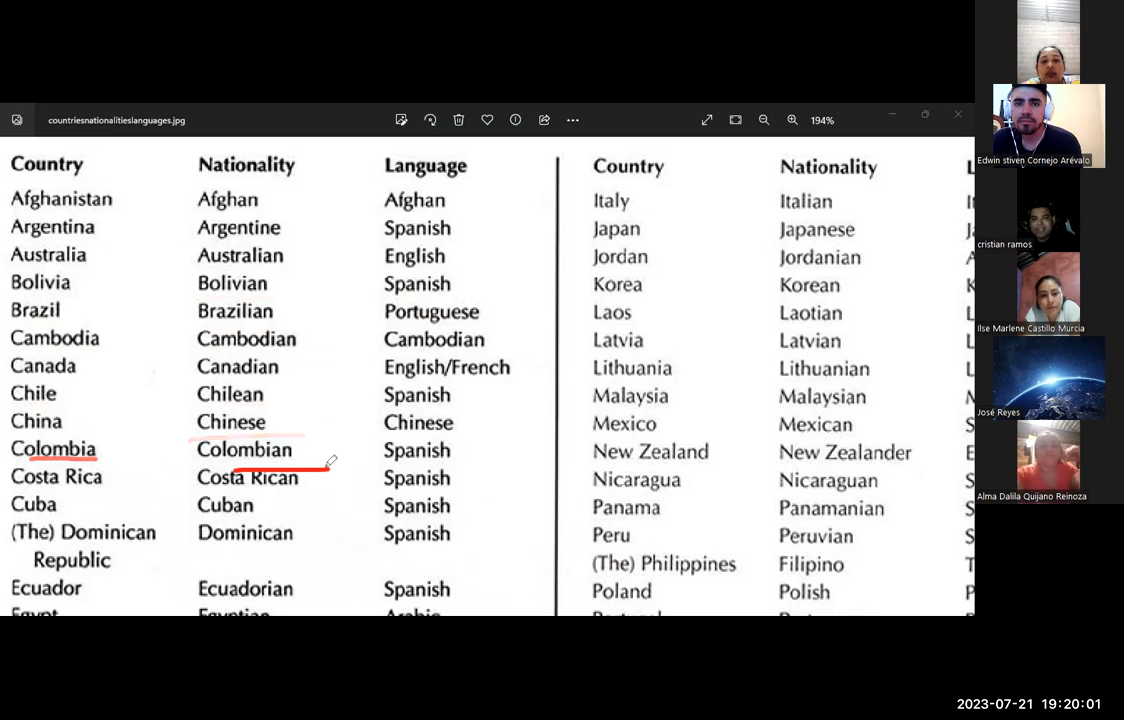 countriesnationalitieslanguages.jpg
194%
Country Nationality Language
Afghanistan Afghan Afghan
Argentina Argentine Spanish
Australia Australian English
Bolivia Bolivian Spanish
Brazil Brazilian Portuguese
Cambodia Cambodian Cambodian
Canada Canadian English/French
Chile Chilean Spanish
China Chinese Chinese
Colombia Colombian Spanish
Costa Rica Costa Rican Spanish
Cuba Cuban Spanish
(The) Dominican Dominican Spanish
Republic
Ecuador Ecuadorian Spanish
Egypt Egyptian Arabic
Country Nationality
Italy Italian
Japan Japanese
Jordan Jordanian
Korea Korean
Laos Laotian
Latvia Latvian
Lithuania Lithuanian
Malaysia Malaysian
Mexico Mexican
New Zealand New Zealander
Nicaragua Nicaraguan
Panama Panamanian
Peru Peruvian
(The) Philippines Filipino
Poland Polish
Edwin stiven Cornejo Arévalo
cristian ramos
Ilse Marlene Castillo Murcia
José Reyes
Alma Dalila Quijano Reinoza
2023-07-21 19:20:01